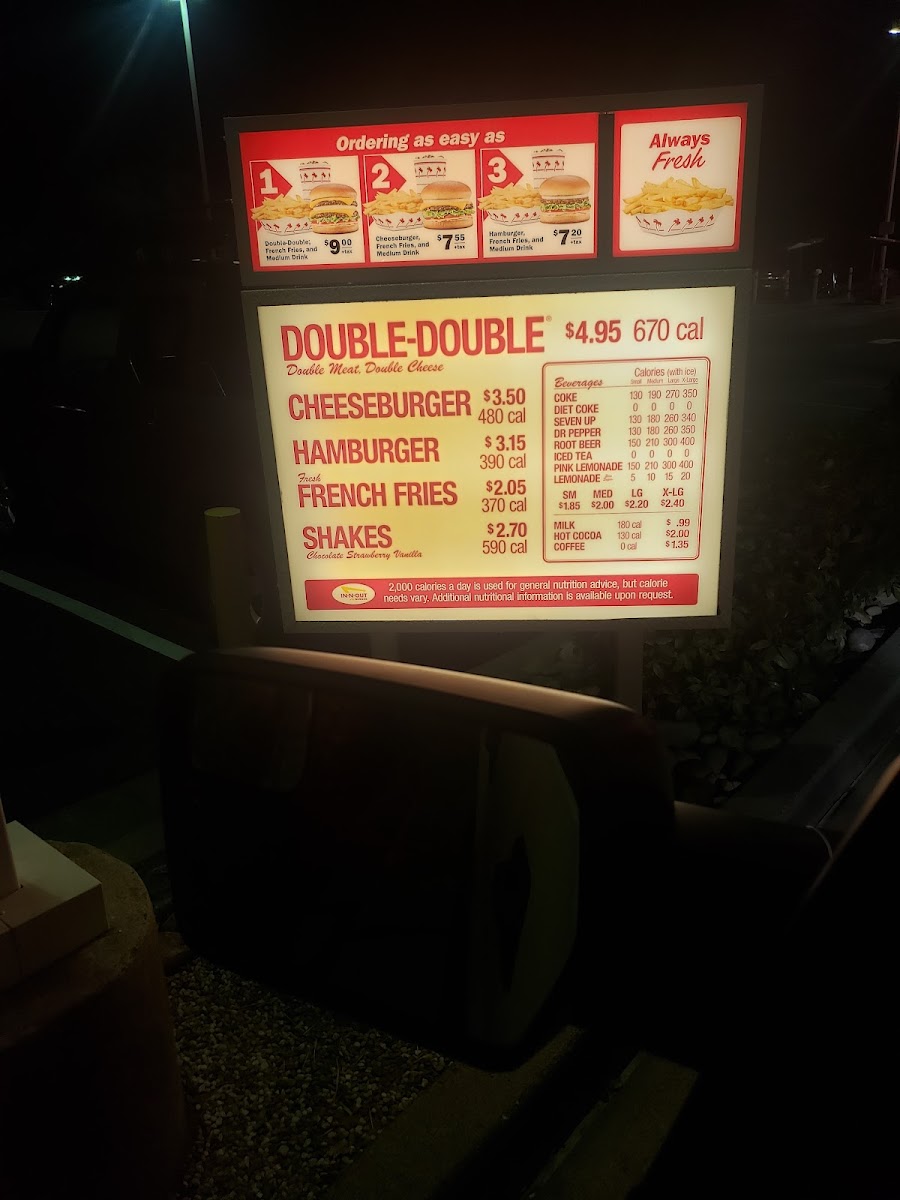 Ordering as easy as
Always
Fresh
1
Double-Double,
French Fries, and
Medium Drink
$9 00
+tax
2
Cheeseburger,
French Fries, and
Medium Drink
$7 55
+tax
3
Hamburger,
French Fries, and
Medium Drink
$7 20
+tax
DOUBLE-DOUBLE® $4.95 670 cal
Double Meat, Double Cheese
CHEESEBURGER $3.50
480 cal
HAMBURGER $3.15
390 cal
Fresh
FRENCH FRIES $2.05
370 cal
SHAKES $2.70
Chocolate Strawberry Vanilla 590 cal
Calories (with ice)
Beverages Small Medium Large X-Large
COKE 130 190 270 350
DIET COKE 0 0 0 0
SEVEN UP 130 180 260 340
DR PEPPER 130 180 260 350
ROOT BEER 150 210 300 400
ICED TEA 0 0 0 0
PINK LEMONADE 150 210 300 400
LEMONADE 5 10 15 20
SM MED LG X-LG
$1.85 $2.00 $2.20 $2.40
MILK 180 cal $ .99
HOT COCOA 130 cal $2.00
COFFEE 0 cal $1.35
IN-N-OUT
2,000 calories a day is used for general nutrition advice, but calorie
needs vary. Additional nutritional information is available upon request.